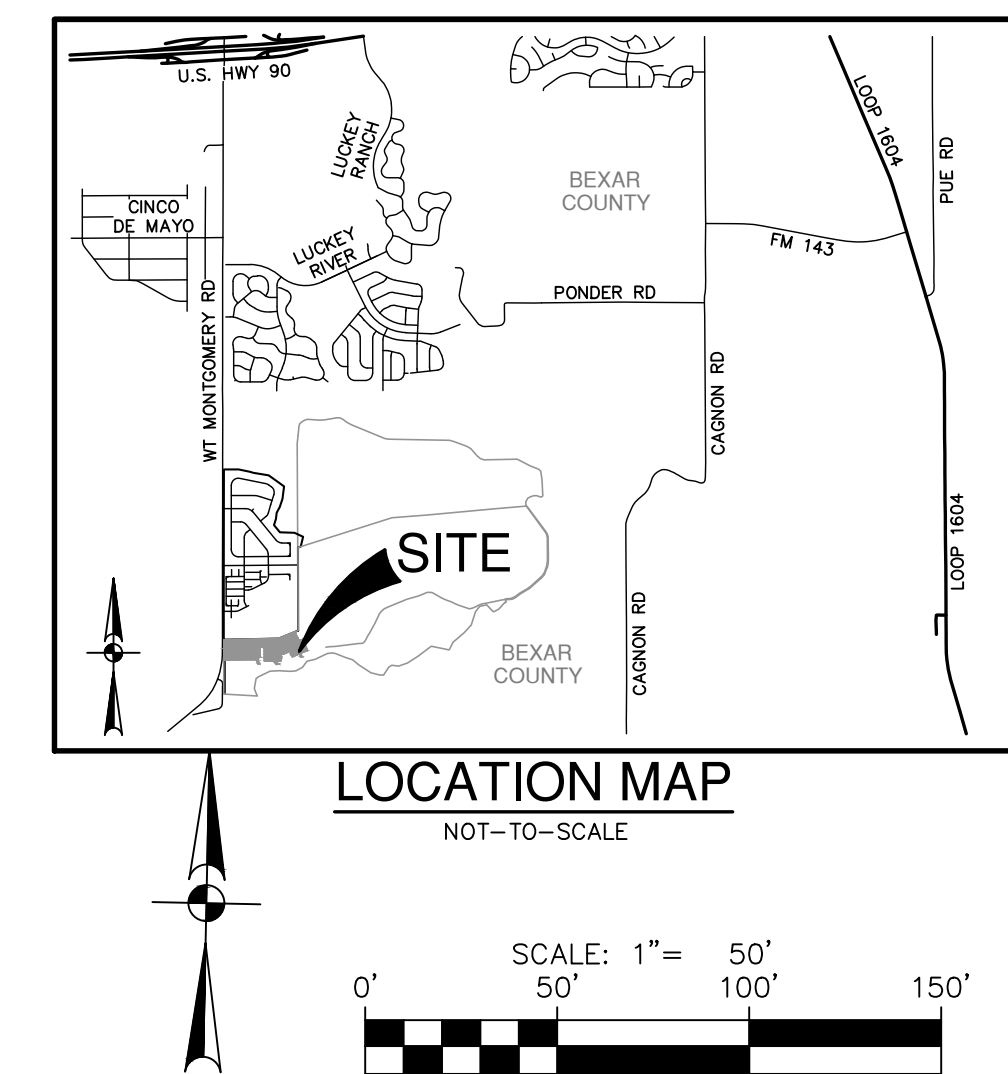 U.S. HWY 90
LUCKEY
RANCH
BEXAR
COUNTY
LOOP 1604
PUE RD
CINCO
DE MAYO
LUCKEY
RIVER
FM 143
PONDER RD
WT MONTGOMERY RD
CAGNON RD
SITE
LOOP 1604
CAGNON RD
BEXAR
COUNTY
LOCATION MAP
NOT-TO-SCALE
SCALE: 1"= 50'
0' 50' 100' 150'